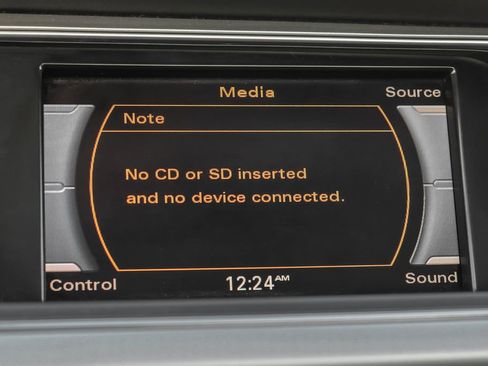 Media
Source
Note
No CD or SD inserted
and no device connected.
Control
12:24AM
Sound